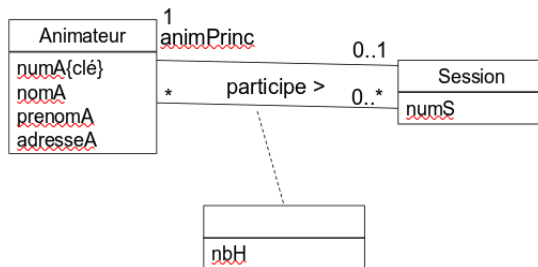 1
Animateur
animPrinc
0..1
numA{clé}
nomA
prenomA
adresseA
*
participe >
0..*
Session
numS
nbH